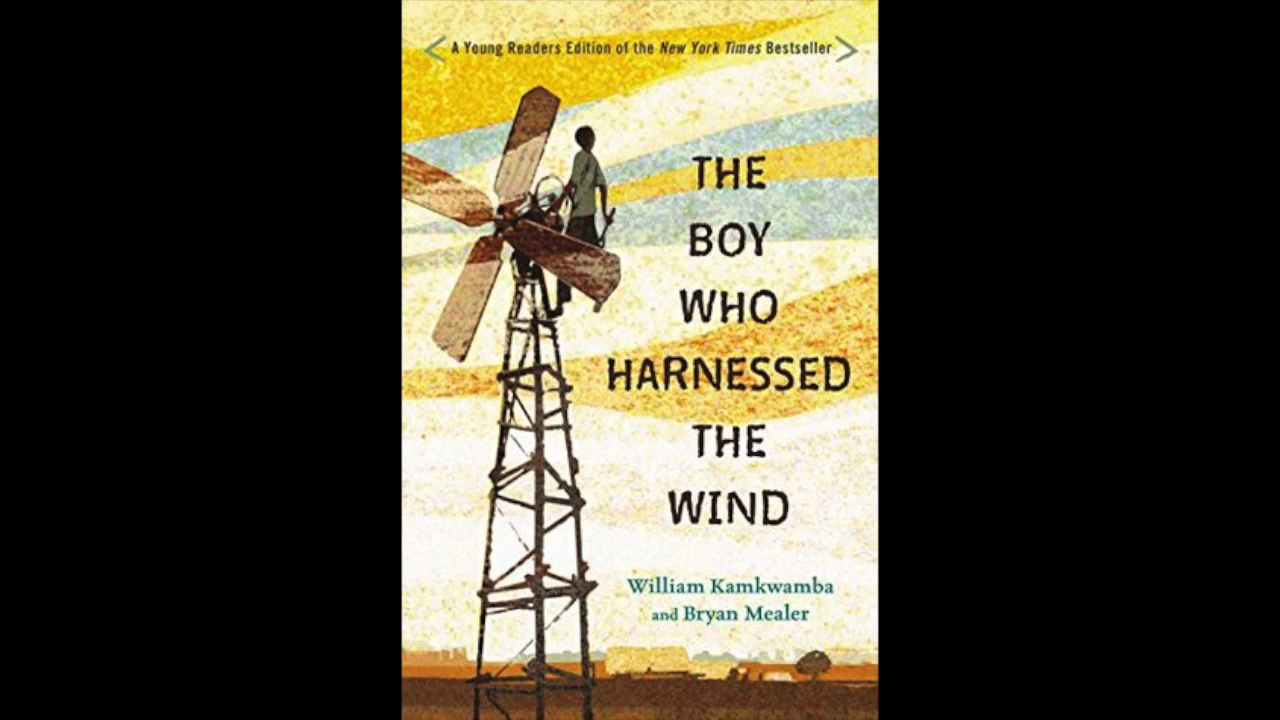 A Young Readers Edition of the New York Times Bestseller
THE
BOY
WHO
HARNESSED
THE
WIND
William Kamkwamba
and Bryan Mealer